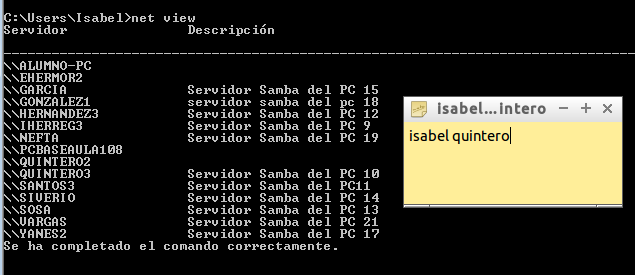 C:\Users\Isabel>net view
Servidor Descripción
\\ALUMNO-PC
\\EHERMOR2
\\GARCIA Servidor Samba del PC 15
\\GONZALEZ1 servidor samba del pc 18
\\HERNANDEZ3 Servidor Samba del PC 12
\\IHERREG3 Servidor Samba del PC 9
\\NEFTA Servidor Samba del PC 19
\\PCBASEAULA108
\\QUINTERO2
\\QUINTERO3 Servidor Samba del PC 10
\\SANTOS3 Servidor Samba del PC11
\\SIVERIO Servidor Samba del PC 14
\\SOSA Servidor Samba del PC 13
\\VARGAS Servidor Samba del PC 21
\\YANES2 Servidor Samba del PC 17
Se ha completado el comando correctamente.
isabel...intero
isabel quintero